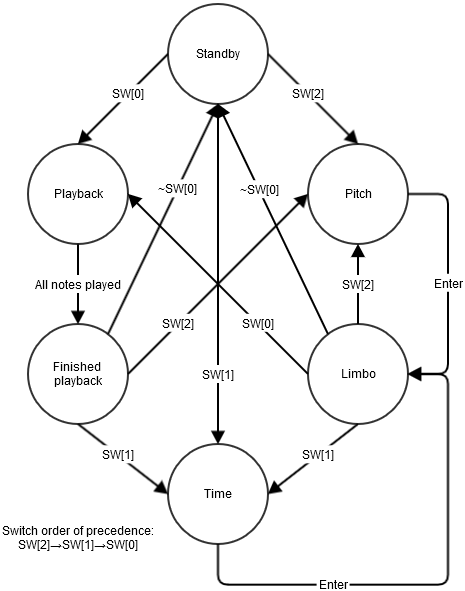 Standby
SW[0]
SW[2]
Playback
~SW[0]
~SW[0]
Pitch
All notes played
SW[2]
Enter
SW[2]
SW[0]
Finished
playback
SW[1]
Limbo
SW[1]
SW[1]
Time
Switch order of precedence:
SW[2]→SW[1]→SW[0]
Enter